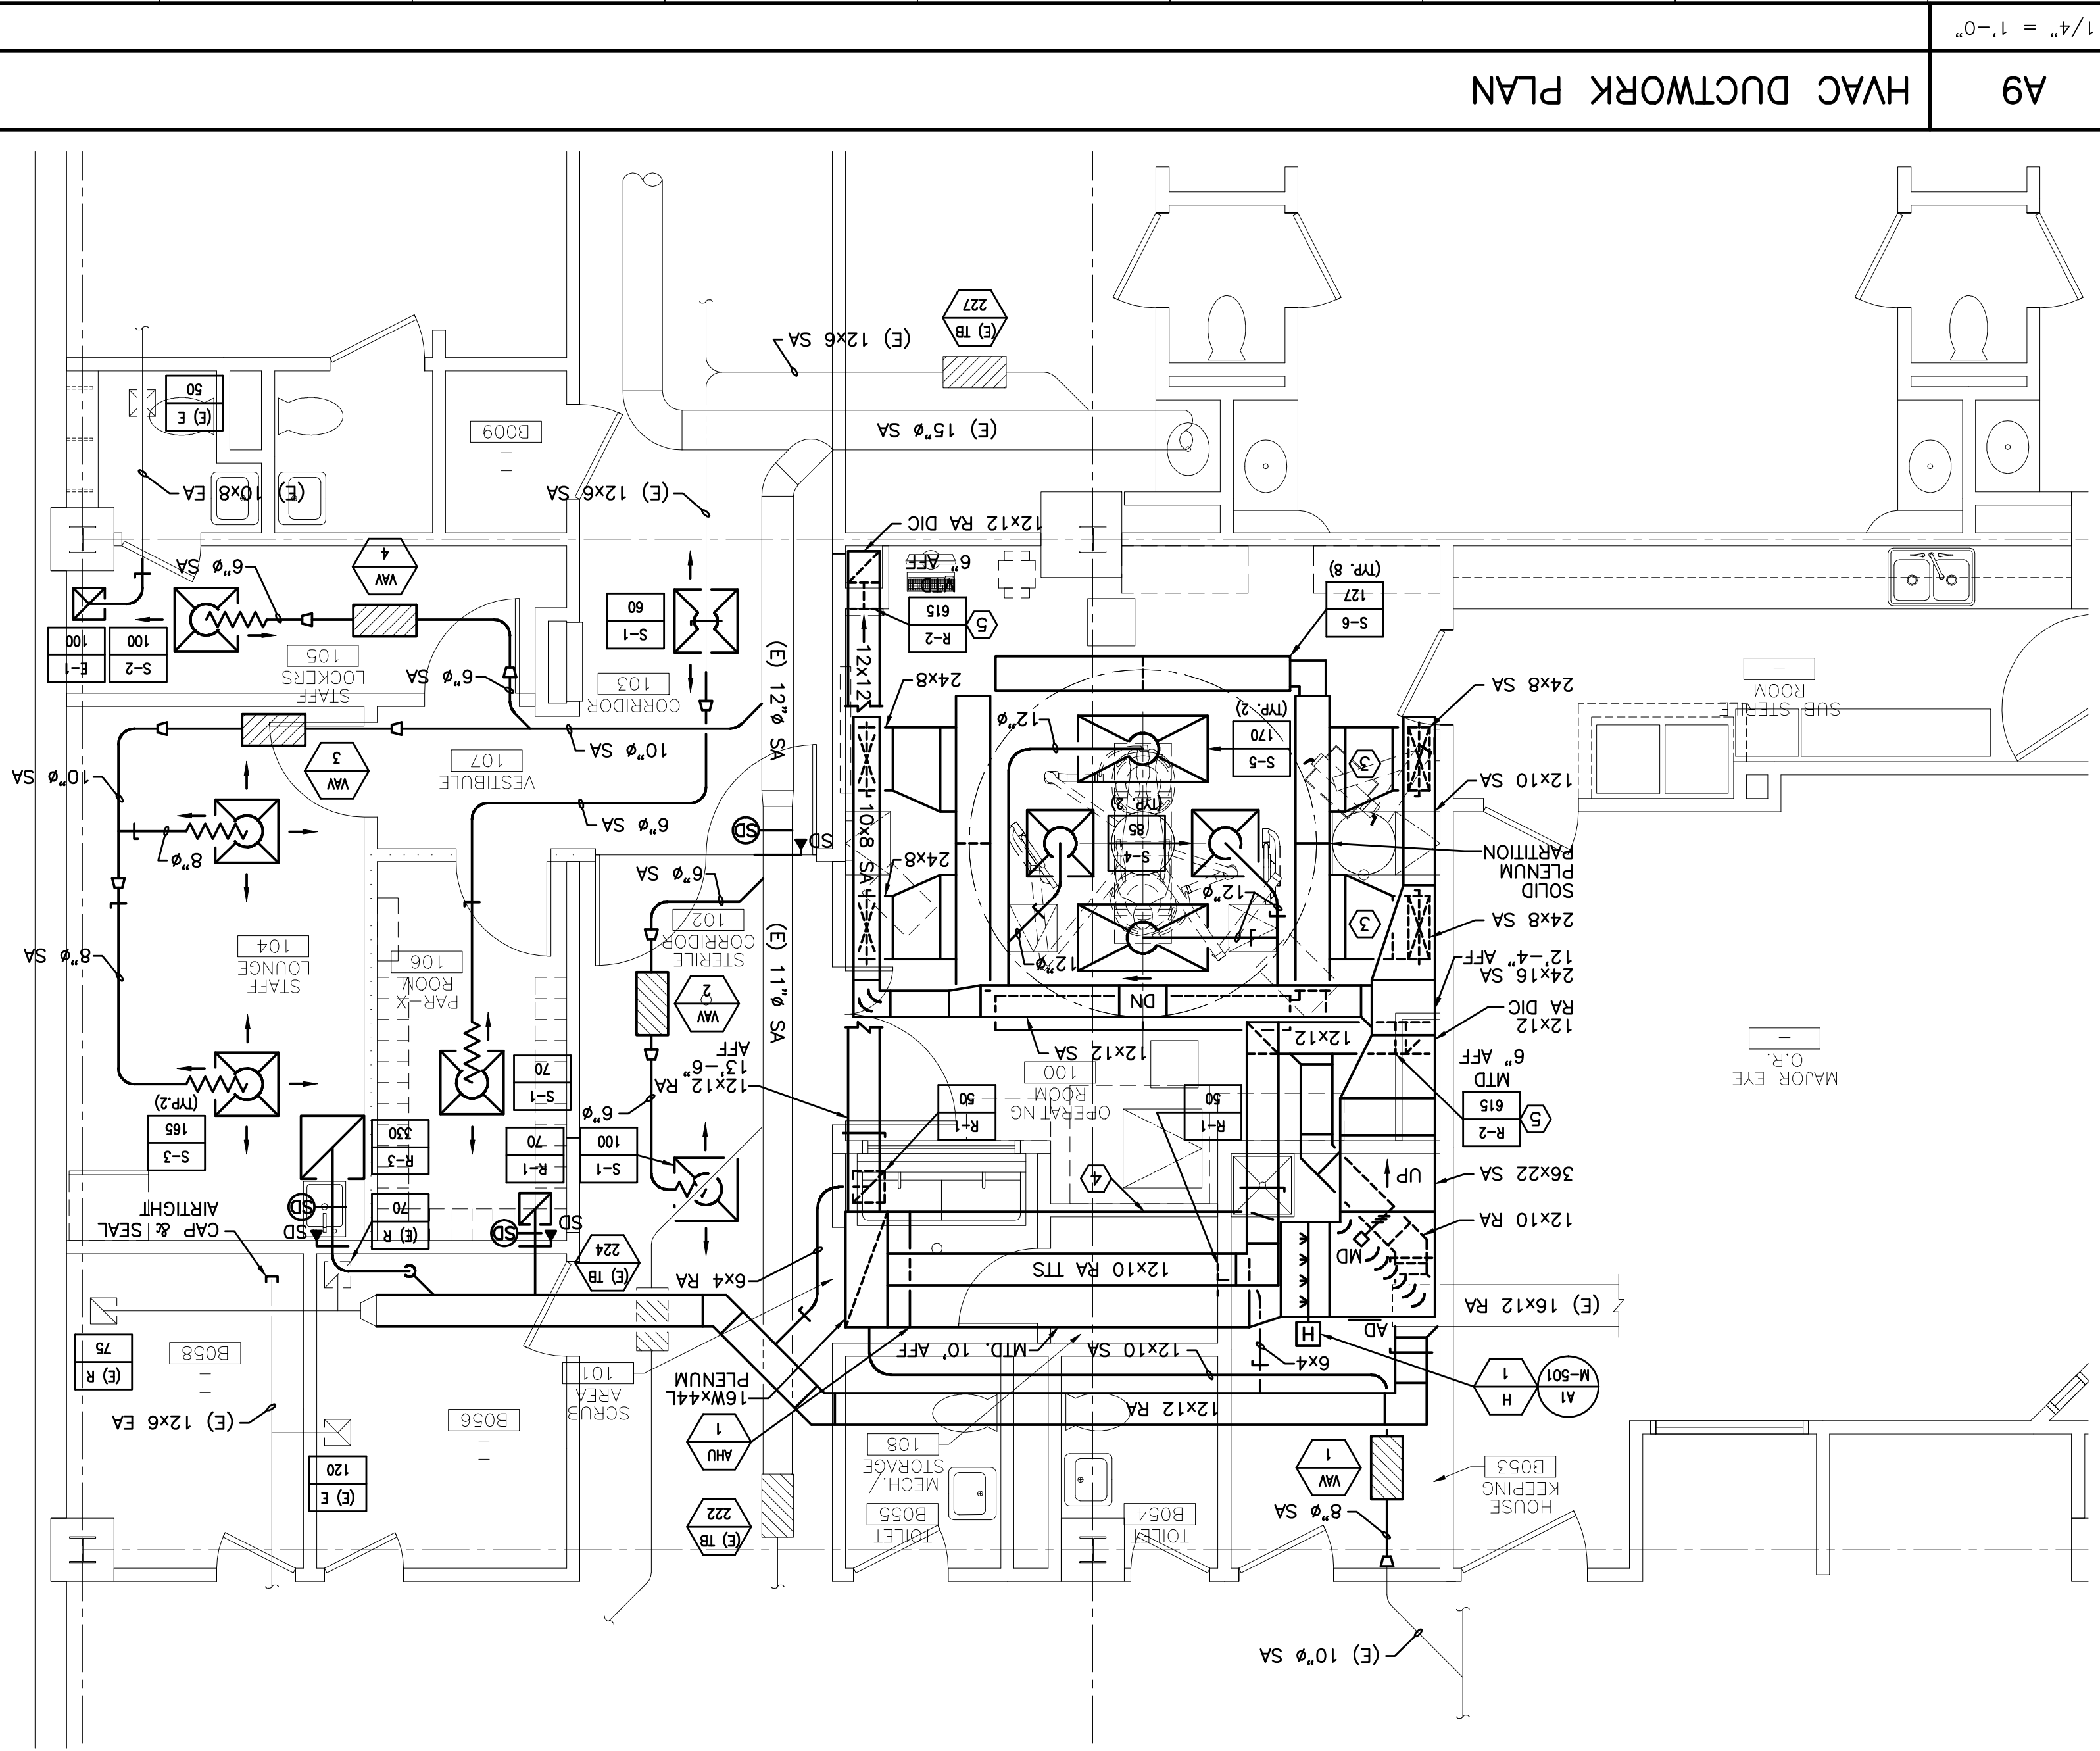 (E) 10"ø SA
8"ø SA
VAV
1
HOUSE
KEEPING
B053
TOILET
B054
TOILET
B055
MECH./
STORAGE
108
(E) TB
222
AHU
1
(E) E
120
B056
–
SCRUB
AREA
101
(E) 12x6 EA
B058
–
(E) R
75
A1
M-501
H
1
H
AD
12x12 RA
16Wx44L
PLENUM
6x4
12x10 SA
MTD. 10' AFF
(E) 16x12 RA
MD
12x10 RA TTS
6x4 RA
(E) TB
224
12x10 RA
36x22 SA
UP
4
SD
SD
SD
SD
(E) R
70
CAP & SEAL
AIRTIGHT
R-2
615
5
MTD
6" AFF
R-1
50
R-1
50
S-1
100
R-1
70
R-3
330
S-3
165
(TYP.2)
S-1
70
MAJOR EYE
O.R.
–
OPERATING
ROOM
100
12x12 RA
13'-6"
AFF
6"ø
12x12
RA DIC
12x12
12x12 SA
24x16 SA
12'-4" AFF
DN
(E) 11"ø SA
VAV
2
PAR-X
ROOM
106
STAFF
LOUNGE
104
8"ø SA
24x8 SA
3
12"ø
12"ø
STERILE
CORRIDOR
102
6"ø SA
SOLID
PLENUM
PARTITION
S-4
85
(TYP. 2)
24x8
10x8 SA
SD
SD
6"ø SA
8"ø
12x10 SA
3
S-5
170
(TYP. 2)
12"ø
10"ø SA
VESTIBULE
107
VAV
3
10"ø SA
SUB STERILE
ROOM
–
24x8 SA
24x8
12x12
(E) 12"ø SA
CORRIDOR
103
6"ø SA
STAFF
LOCKERS
105
S-6
127
(TYP. 8)
R-2
615
5
MTD
6" AFF
S-1
60
S-2
100
E-1
100
VAV
4
6"ø SA
12x12 RA DIC
(E) 12x6 SA
(E) 10x8 EA
(E) 15"ø SA
B009
–
(E) E
50
(E) 12x6 SA
(E) TB
227
A9
HVAC DUCTWORK PLAN
1/4" = 1'-0"